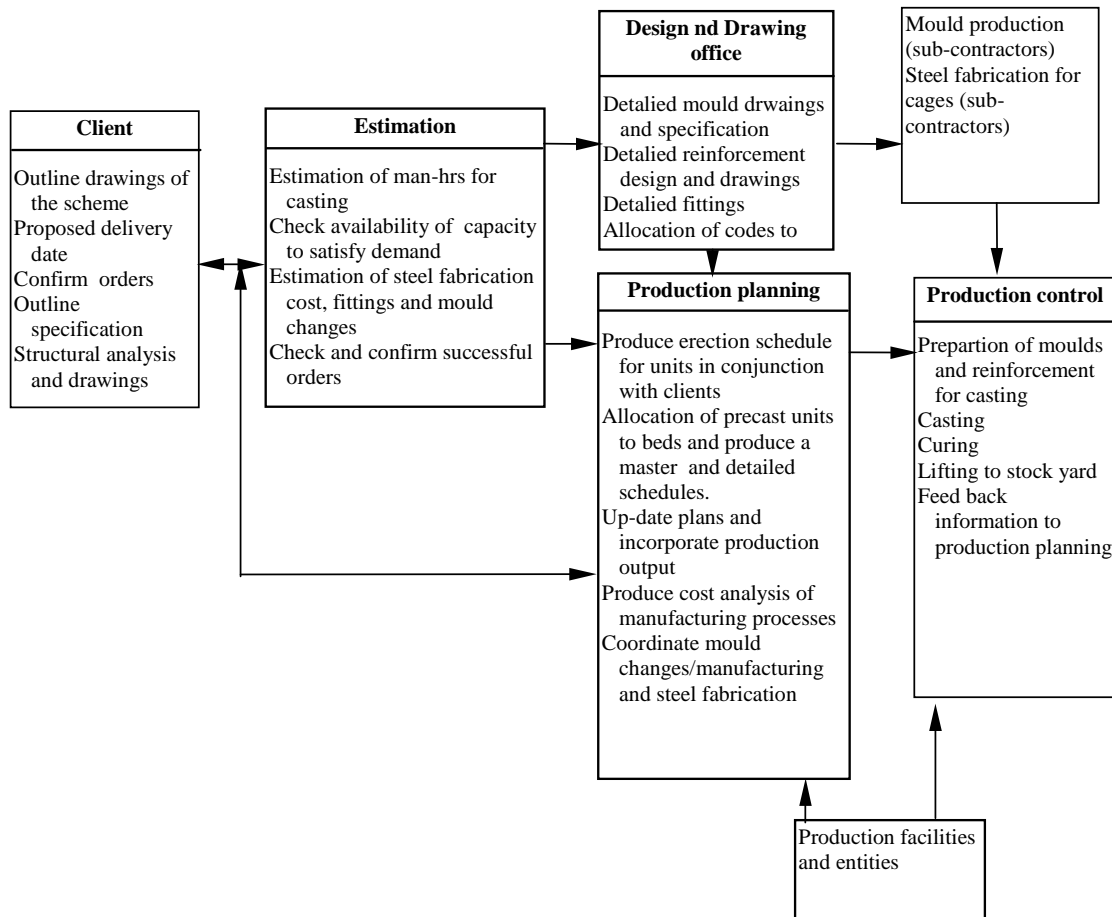 Client
Outline drawings of
the scheme
Proposed delivery
date
Confirm orders
Outline
specification
Structural analysis
and drawings
Estimation
Estimation of man-hrs for
casting
Check availability of capacity
to satisfy demand
Estimation of steel fabrication
cost, fittings and mould
changes
Check and confirm successful
orders
Design nd Drawing
office
Detalied mould drwaings
and specification
Detalied reinforcement
design and drawings
Detalied fittings
Allocation of codes to
Mould production
(sub-contractors)
Steel fabrication for
cages (sub-
contractors)
Production planning
Produce erection schedule
for units in conjunction
with clients
Allocation of precast units
to beds and produce a
master and detailed
schedules.
Up-date plans and
incorporate production
output
Produce cost analysis of
manufacturing processes
Coordinate mould
changes/manufacturing
and steel fabrication
Production control
Prepartion of moulds
and reinforcement
for casting
Casting
Curing
Lifting to stock yard
Feed back
information to
production planning
Production facilities
and entities